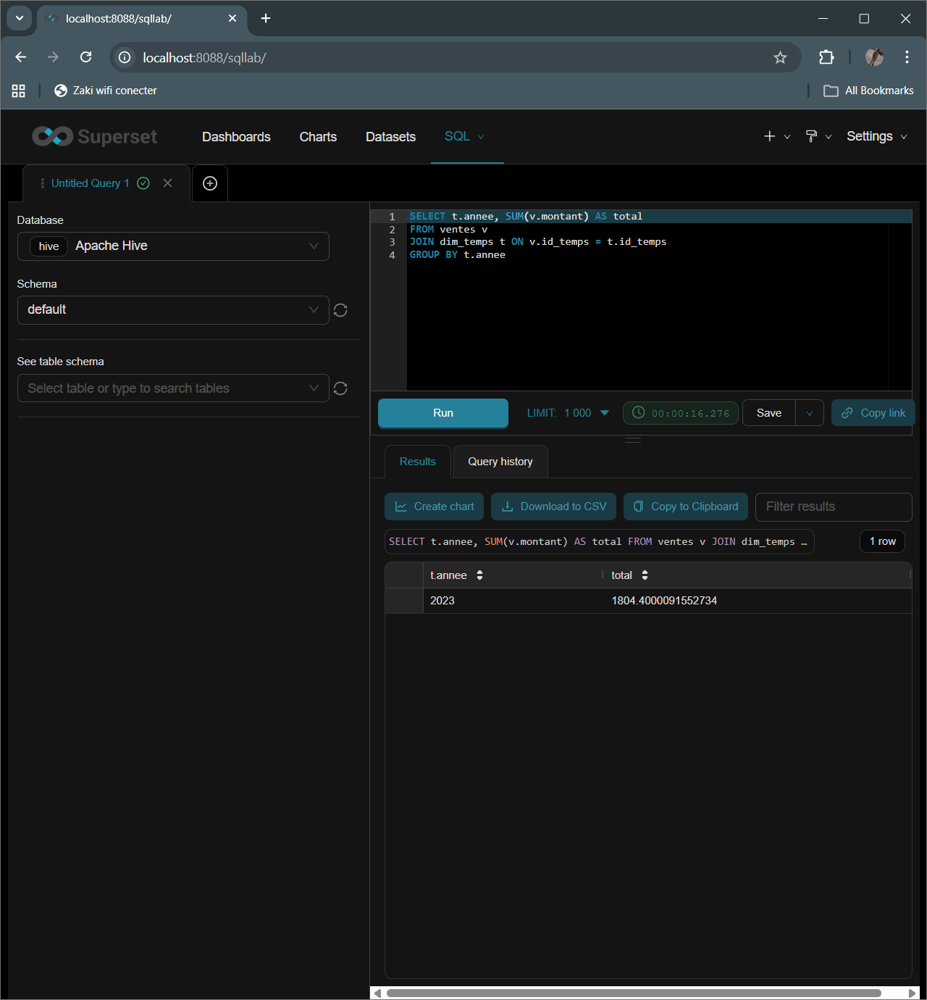 localhost:8088/sqllab/
localhost:8088/sqllab/
Zaki wifi conecter
All Bookmarks
Superset
Dashboards
Charts
Datasets
SQL
Settings
Untitled Query 1
Database
hive Apache Hive
Schema
default
See table schema
Select table or type to search tables
1 SELECT t.annee, SUM(v.montant) AS total
2 FROM ventes v
3 JOIN dim_temps t ON v.id_temps = t.id_temps
4 GROUP BY t.annee
Run
LIMIT: 1 000
00:00:16.276
Save
Copy link
Results
Query history
Create chart
Download to CSV
Copy to Clipboard
Filter results
SELECT t.annee, SUM(v.montant) AS total FROM ventes v JOIN dim_temps …
1 row
t.annee total
2023 1804.4000091552734